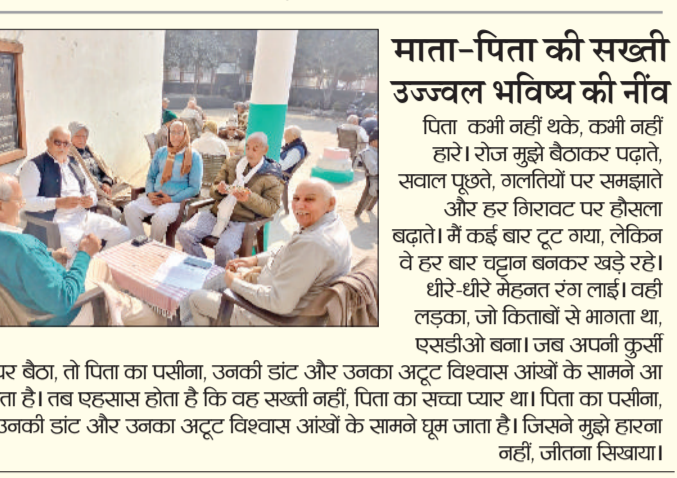 माता-पिता की सख्ती
उज्ज्वल भविष्य की नींव
पिता कभी नहीं थके, कभी नहीं
हारे। रोज मुझे बैठाकर पढ़ाते,
सवाल पूछते, गलतियों पर समझाते
और हर गिरावट पर हौसला
बढ़ाते। मैं कई बार टूट गया, लेकिन
वे हर बार चट्टान बनकर खड़े रहे।
धीरे-धीरे मेहनत रंग लाई। वही
लड़का, जो किताबों से भागता था,
एसडीओ बना। जब अपनी कुर्सी
पर बैठा, तो पिता का पसीना, उनकी डांट और उनका अटूट विश्वास आंखों के सामने आ
ता है। तब एहसास होता है कि वह सख्ती नहीं, पिता का सच्चा प्यार था। पिता का पसीना,
उनकी डांट और उनका अटूट विश्वास आंखों के सामने घूम जाता है। जिसने मुझे हारना
नहीं, जीतना सिखाया।